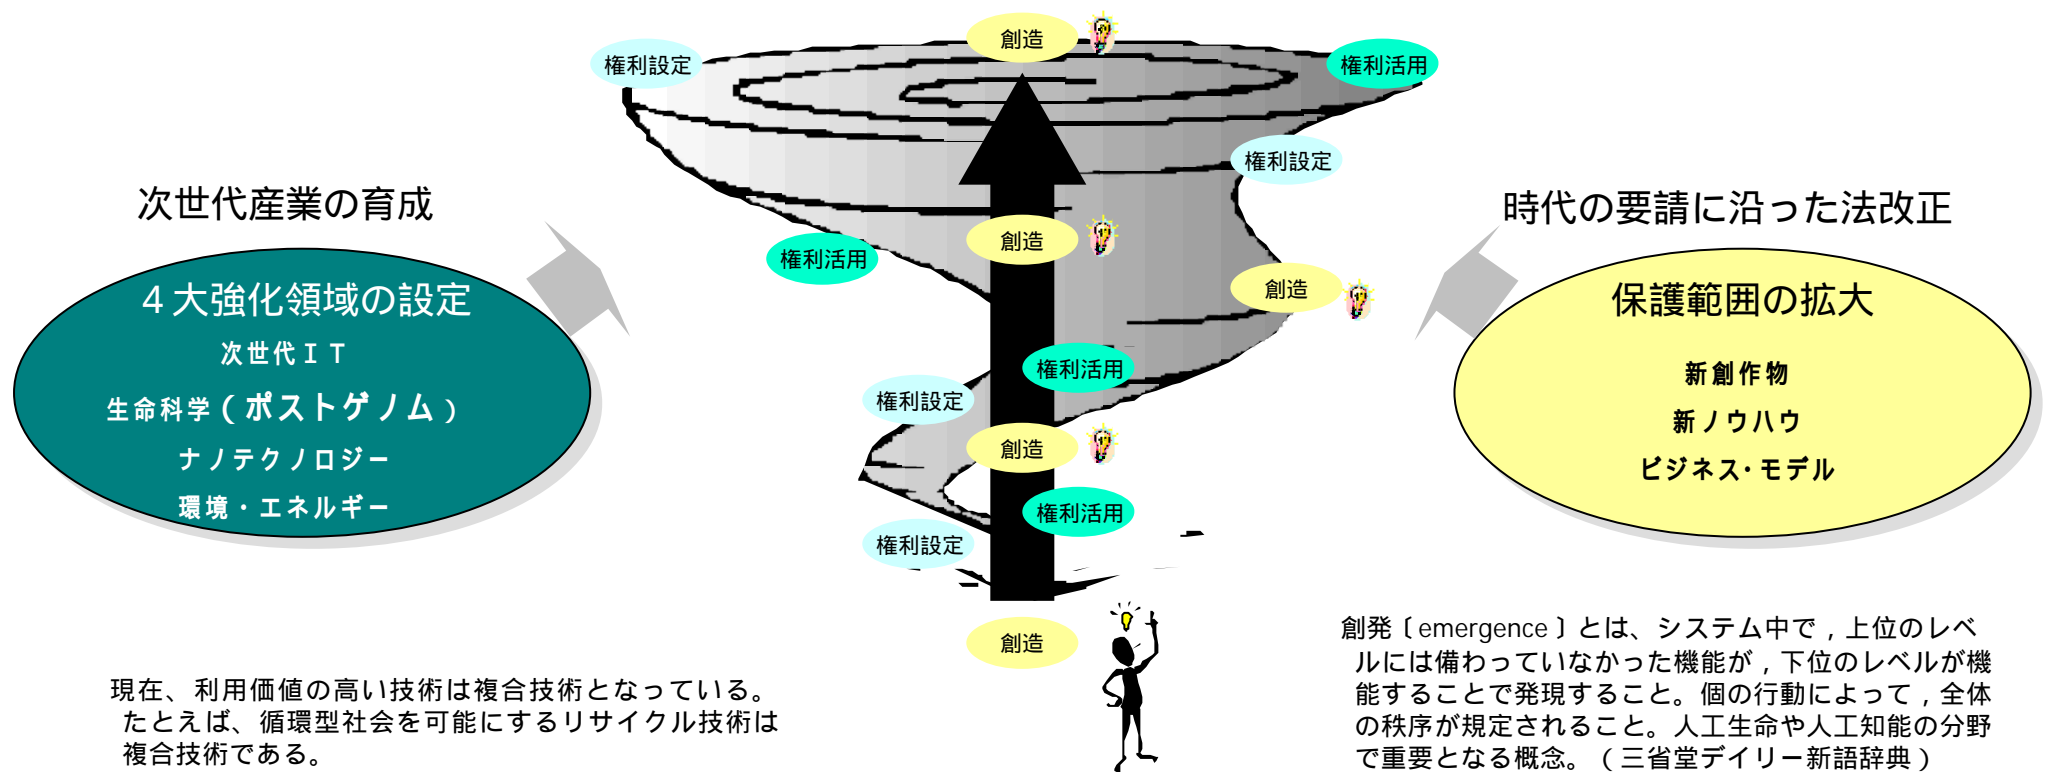 創造
権利設定
権利活用
権利設定
次世代産業の育成
時代の要請に沿った法改正
創造
権利活用
創造
４大強化領域の設定
次世代ＩＴ
生命科学（ポストゲノム）
ナノテクノロジー
環境・エネルギー
保護範囲の拡大
新創作物
新ノウハウ
ビジネス・モデル
権利活用
権利設定
創造
権利活用
権利設定
創造
現在、利用価値の高い技術は複合技術となっている。
たとえば、循環型社会を可能にするリサイクル技術は
複合技術である。
創発〔emergence〕とは、システム中で，上位のレベ
ルには備わっていなかった機能が，下位のレベルが機
能することで発現すること。個の行動によって，全体
の秩序が規定されること。人工生命や人工知能の分野
で重要となる概念。（三省堂デイリー新語辞典）